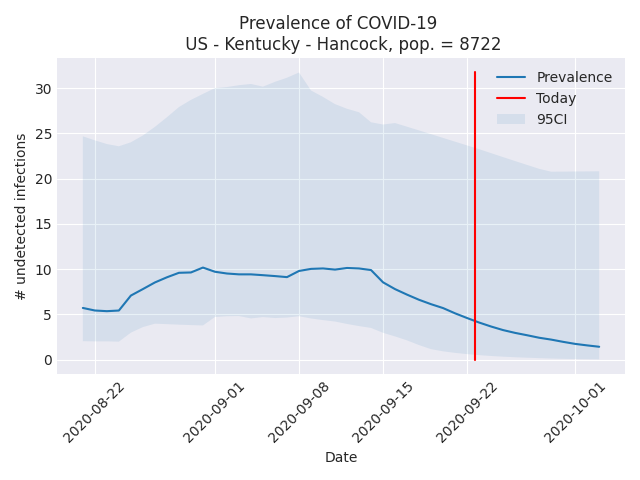 Prevalence of COVID-19
US - Kentucky - Hancock, pop. = 8722
Prevalence
Today
95CI
# undetected infections
30
25
20
15
10
5
0
2020-08-22
2020-09-01
2020-09-08
2020-09-15
2020-09-22
2020-10-01
Date